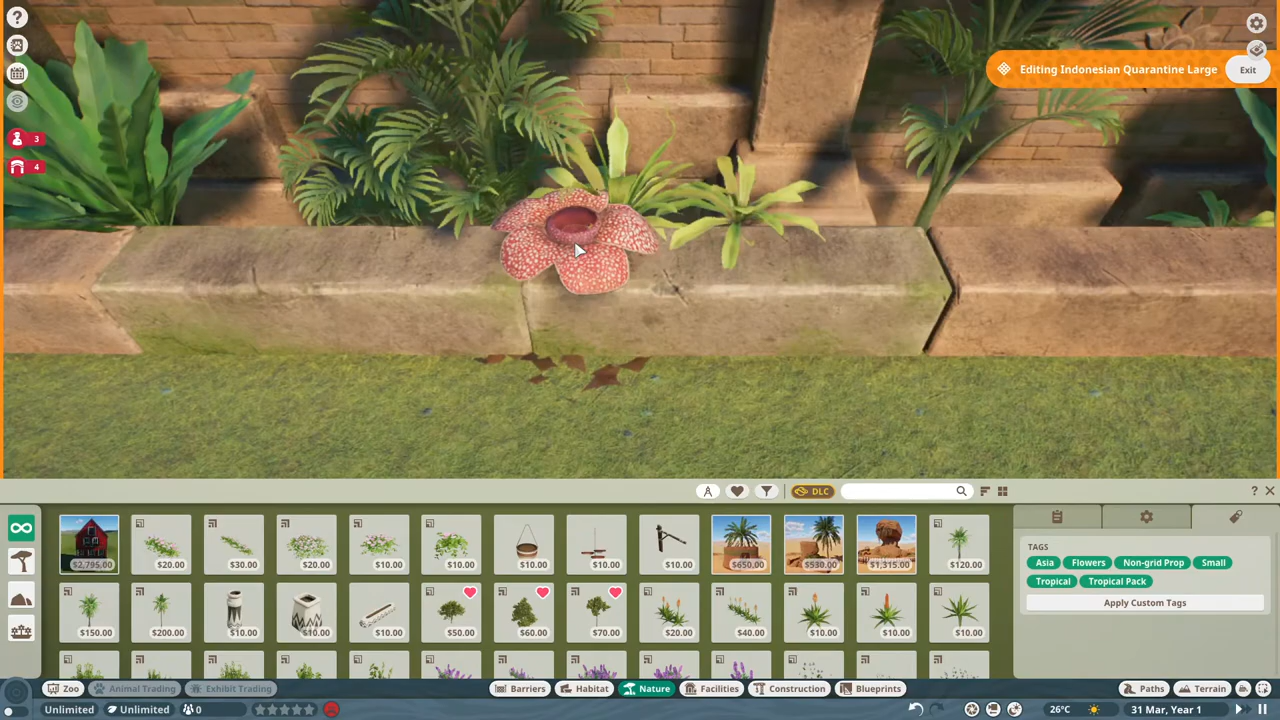 ?
3
4
Editing Indonesian Quarantine Large
Exit
DLC
?
$2,795.00
$20.00
$30.00
$20.00
$10.00
$10.00
$10.00
$10.00
$10.00
$650.00
$530.00
$1,315.00
$120.00
$150.00
$200.00
$10.00
$10.00
$10.00
$50.00
$60.00
$70.00
$20.00
$40.00
$10.00
$10.00
$10.00
TAGS
Asia
Flowers
Non-grid Prop
Small
Tropical
Tropical Pack
Apply Custom Tags
Zoo
Animal Trading
Exhibit Trading
Barriers
Habitat
Nature
Facilities
Construction
Blueprints
Paths
Terrain
Unlimited
Unlimited
0
26°C
31 Mar, Year 1